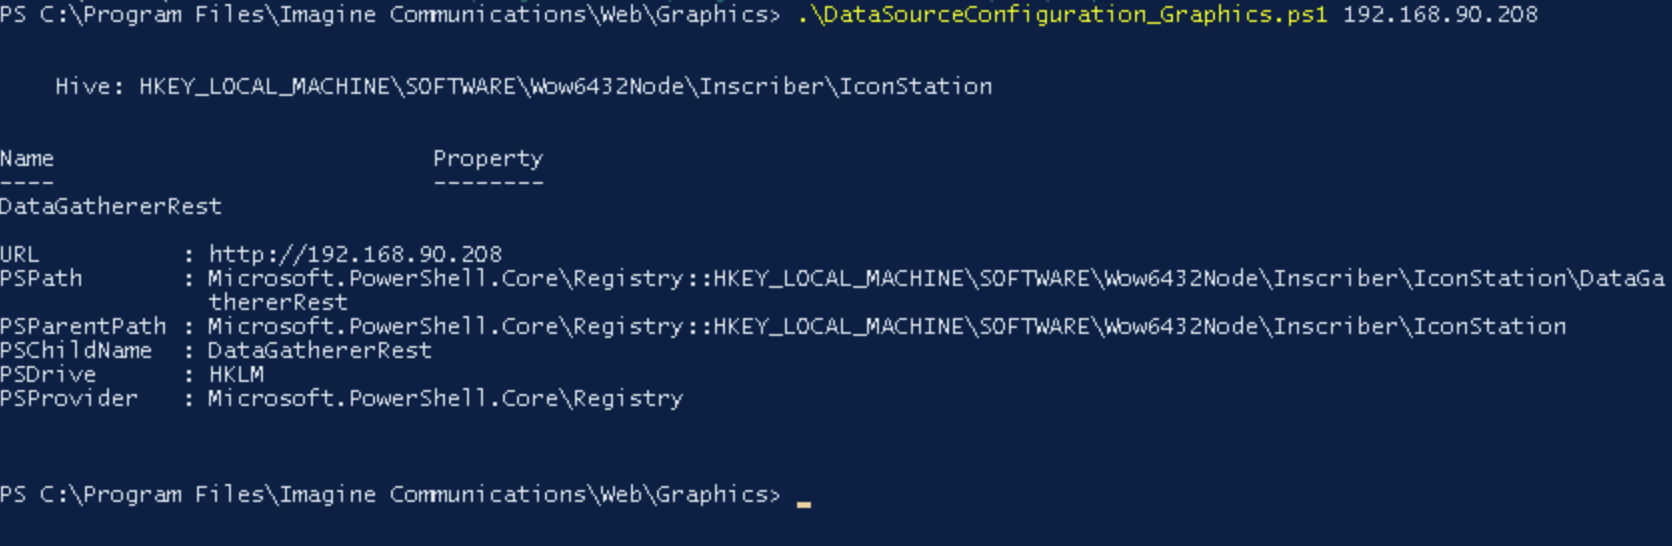 PS C:\Program Files\Imagine Communications\Web\Graphics> .\DataSourceConfiguration_Graphics.ps1 192.168.90.208
Hive: HKEY_LOCAL_MACHINE\SOFTWARE\Wow6432Node\Inscriber\IconStation
Name                           Property
----                           --------
DataGathererRest
URL          : http://192.168.90.208
PSPath       : Microsoft.PowerShell.Core\Registry::HKEY_LOCAL_MACHINE\SOFTWARE\Wow6432Node\Inscriber\IconStation\DataGa
               thererRest
PSParentPath : Microsoft.PowerShell.Core\Registry::HKEY_LOCAL_MACHINE\SOFTWARE\Wow6432Node\Inscriber\IconStation
PSChildName  : DataGathererRest
PSDrive      : HKLM
PSProvider   : Microsoft.PowerShell.Core\Registry
PS C:\Program Files\Imagine Communications\Web\Graphics> _